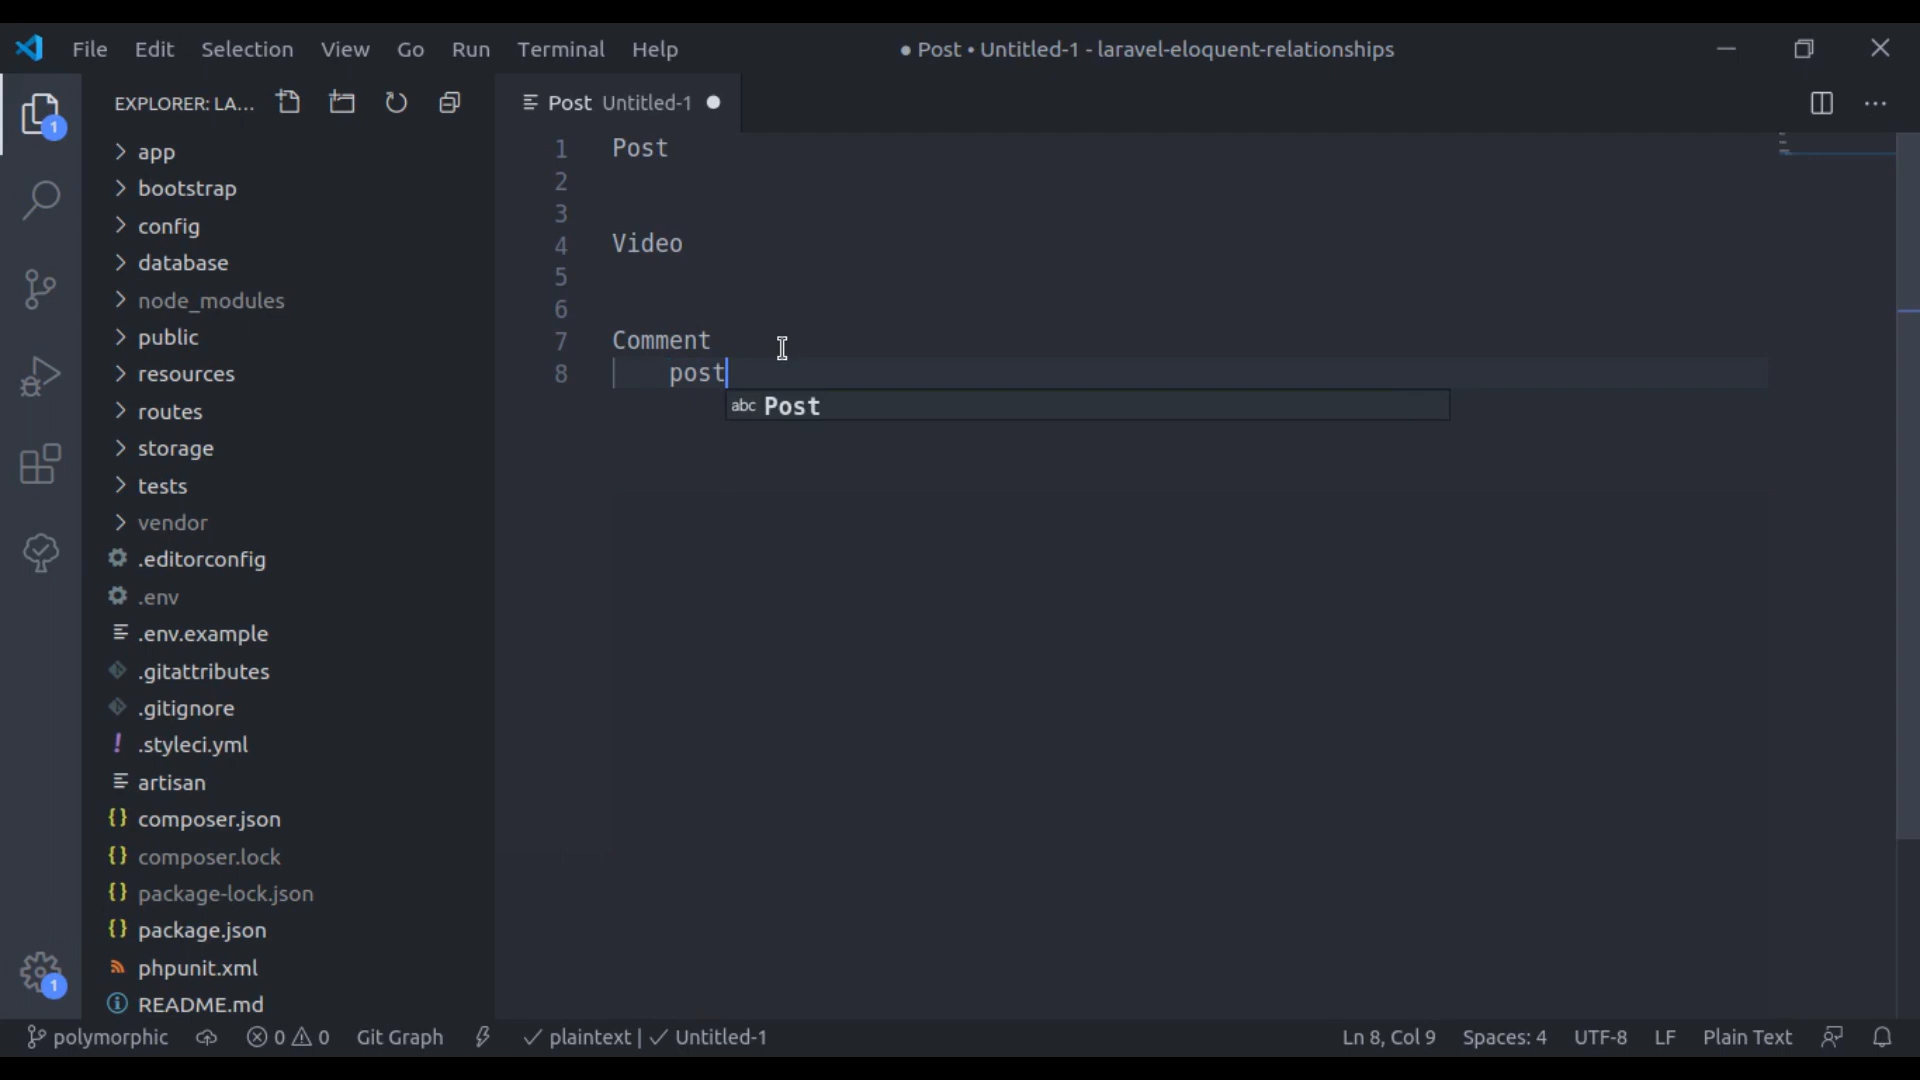 File Edit Selection View Go Run Terminal Help ● Post • Untitled-1 - laravel-eloquent-relationships
EXPLORER: LA...
Post Untitled-1
1
app
bootstrap
config
database
node_modules
public
resources
routes
storage
tests
vendor
.editorconfig
.env
.env.example
.gitattributes
.gitignore
! .styleci.yml
artisan
{} composer.json
{} composer.lock
{} package-lock.json
{} package.json
phpunit.xml
README.md
1
1 Post
2
3
4 Video
5
6
7 Comment
8 post
abc Post
polymorphic 0 0 Git Graph ✓ plaintext | ✓ Untitled-1 Ln 8, Col 9 Spaces: 4 UTF-8 LF Plain Text